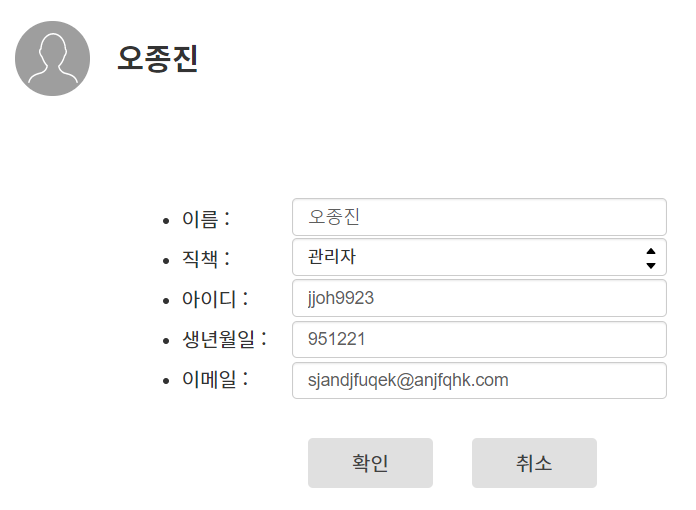 오종진
이름 : 오종진
직책 : 관리자
아이디 : jjoh9923
생년월일 : 951221
이메일 : sjandjfuqek@anjfqhk.com
확인 취소